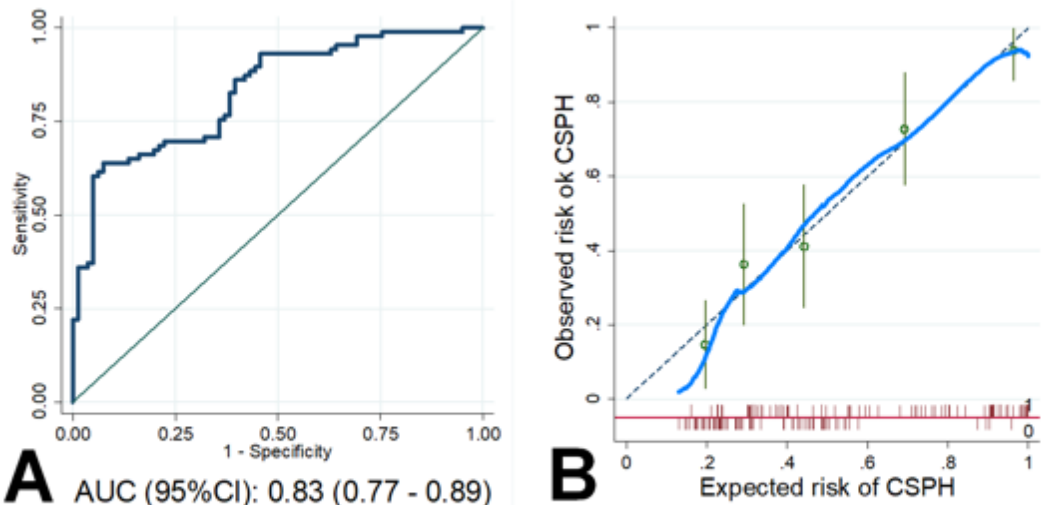 1.00
0.75
0.50
0.25
0.00
Sensitivity
0.00 0.25 0.50 0.75 1.00
1 - Specificity
A AUC (95%CI): 0.83 (0.77 - 0.89)
1
.8
.6
.4
.2
0
Observed risk ok CSPH
1
0
0 .2 .4 .6 .8 1
B Expected risk of CSPH